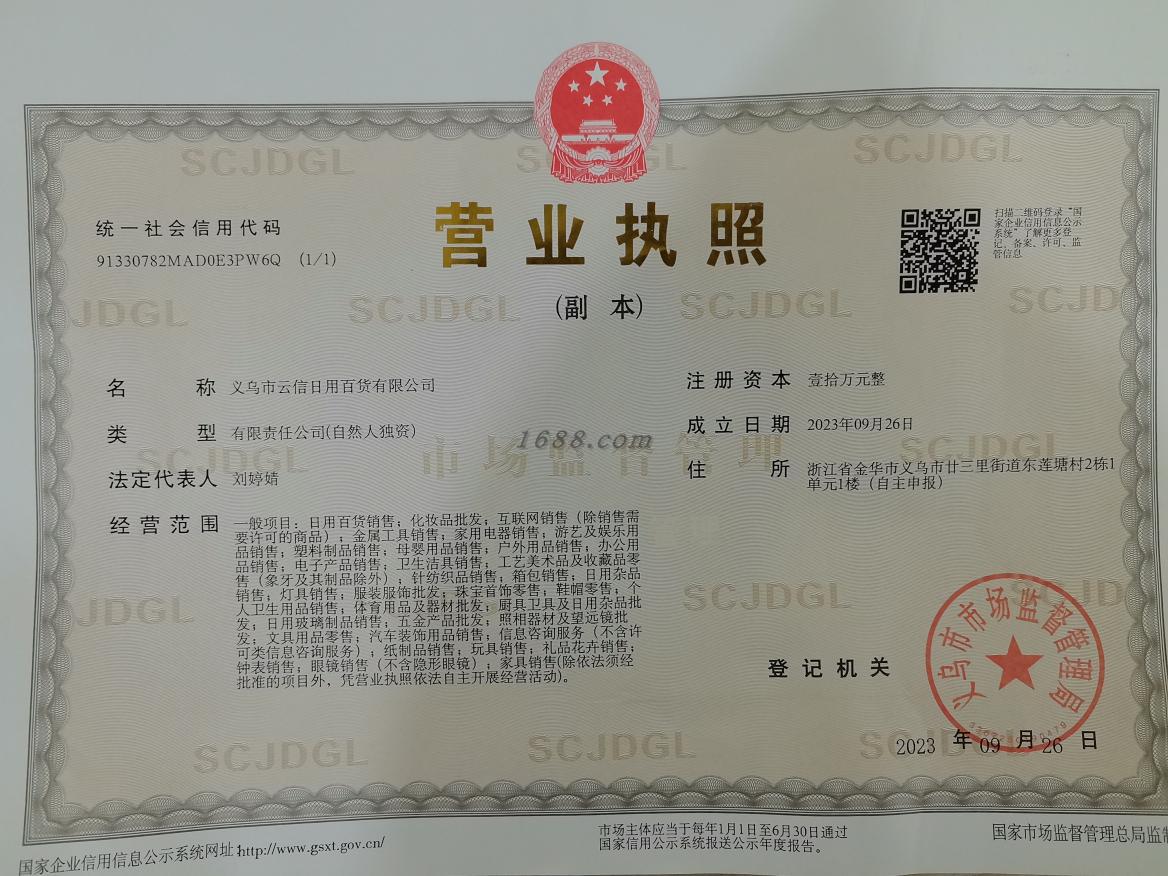 SCJDGL
统一社会信用代码
91330782MAD0E3PW6Q (1/1)
营业执照
(副 本)
扫描二维码登录“国
家企业信用信息公示
系统”了解更多登
记、备案、许可、监
管信息
名 称 义乌市云信日用百货有限公司
类 型 有限责任公司(自然人独资)
法定代表人 刘婷婧
经营范围 一般项目：日用百货销售；化妆品批发；互联网销售（除销售需
要许可的商品）；金属工具销售；家用电器销售；游艺及娱乐用
品销售；塑料制品销售；母婴用品销售；户外用品销售；办公用
品销售；电子产品销售；卫生洁具销售；工艺美术品及收藏品零
售（象牙及其制品除外）；针纺织品销售；箱包销售；日用杂品
销售；灯具销售；服装服饰批发；珠宝首饰零售；鞋帽零售；个
人卫生用品销售；体育用品及器材批发；厨具卫具及日用杂品批
发；日用玻璃制品销售；五金产品批发；照相器材及望远镜批
发；文具用品零售；汽车装饰用品销售；信息咨询服务（不含许
可类信息咨询服务）；纸制品销售；玩具销售；礼品花卉销售；
钟表销售；眼镜销售（不含隐形眼镜）；家具销售(除依法须经
批准的项目外，凭营业执照依法自主开展经营活动)。
注册资本 壹拾万元整
成立日期 2023年09月26日
住 所 浙江省金华市义乌市廿三里街道东莲塘村2栋1
单元1楼（自主申报）
1688.com
市场监督管理
登记机关
义乌市市场监督管理局
2023 年 09 月 26 日
国家企业信用信息公示系统网址：http://www.gsxt.gov.cn/
市场主体应当于每年1月1日至6月30日通过
国家信用公示系统报送公示年度报告。
国家市场监督管理总局监制